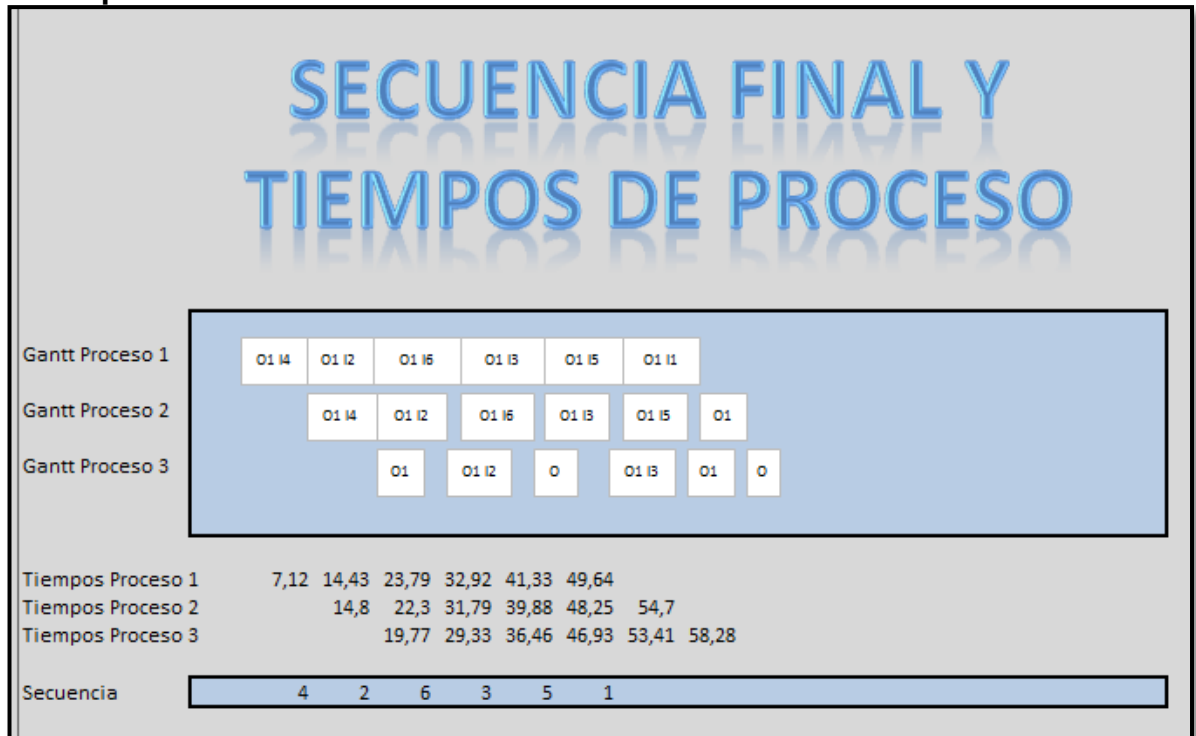 SECUENCIA FINAL Y
TIEMPOS DE PROCESO
Gantt Proceso 1 O1 I4 O1 I2 O1 I6 O1 I3 O1 I5 O1 I1
Gantt Proceso 2 O1 I4 O1 I2 O1 I6 O1 I3 O1 I5 O1
Gantt Proceso 3 O1 O1 I2 O O1 I3 O1 O
Tiempos Proceso 1 7,12 14,43 23,79 32,92 41,33 49,64
Tiempos Proceso 2 14,8 22,3 31,79 39,88 48,25 54,7
Tiempos Proceso 3 19,77 29,33 36,46 46,93 53,41 58,28
Secuencia 4 2 6 3 5 1